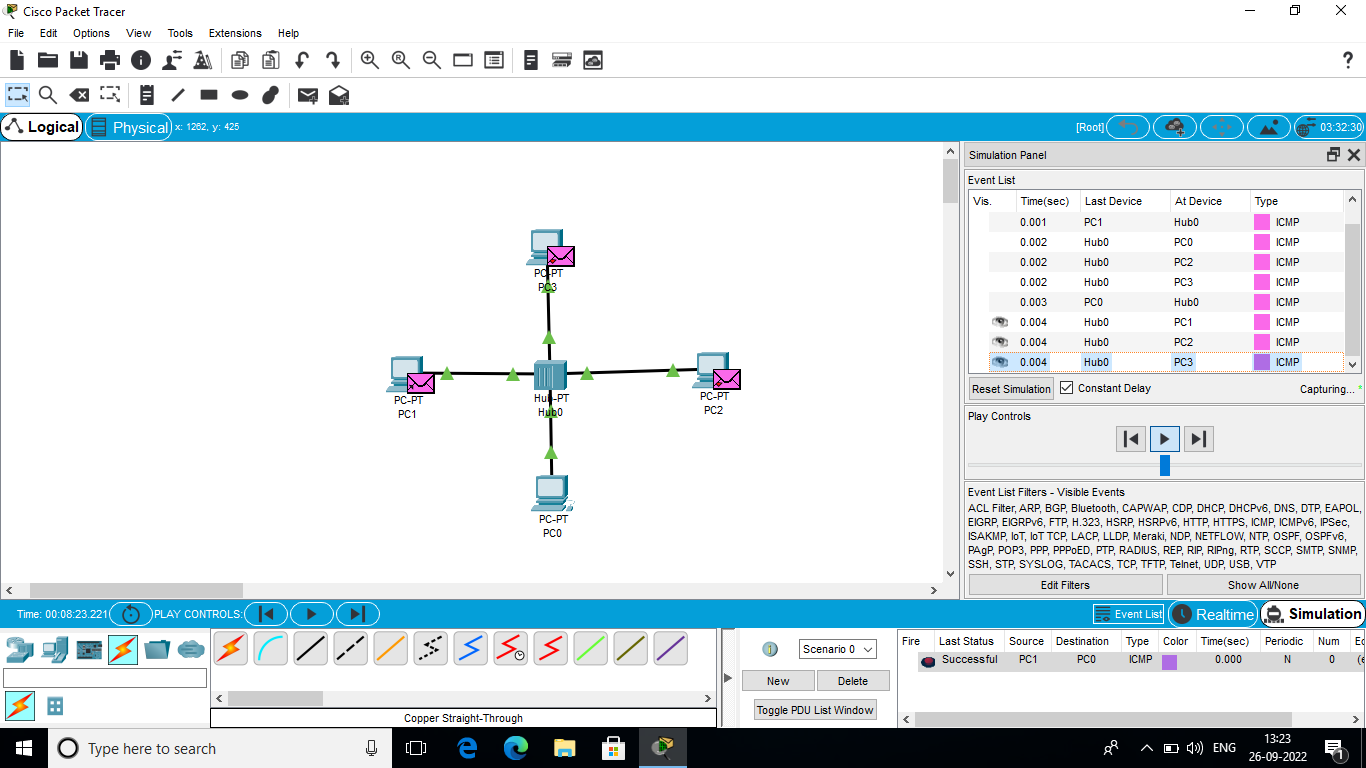 Cisco Packet Tracer
File Edit Options View Tools Extensions Help
?
Logical Physical x: 1262, y: 425 [Root] 03:32:30
PC-PT
PC3
PC-PT
PC1
Hub-PT
Hub0
PC-PT
PC2
PC-PT
PC0
Simulation Panel
Event List
Vis. Time(sec) Last Device At Device Type
0.001 PC1 Hub0 ICMP
0.002 Hub0 PC0 ICMP
0.002 Hub0 PC2 ICMP
0.002 Hub0 PC3 ICMP
0.003 PC0 Hub0 ICMP
0.004 Hub0 PC1 ICMP
0.004 Hub0 PC2 ICMP
0.004 Hub0 PC3 ICMP
Reset Simulation Constant Delay Capturing... *
Play Controls
Event List Filters - Visible Events
ACL Filter, ARP, BGP, Bluetooth, CAPWAP, CDP, DHCP, DHCPv6, DNS, DTP, EAPOL,
EIGRP, EIGRPv6, FTP, H.323, HSRP, HSRPv6, HTTP, HTTPS, ICMP, ICMPv6, IPSec,
ISAKMP, IoT, IoT TCP, LACP, LLDP, Meraki, NDP, NETFLOW, NTP, OSPF, OSPFv6,
PAgP, POP3, PPP, PPPoED, PTP, RADIUS, REP, RIP, RIPng, RTP, SCCP, SMTP, SNMP,
SSH, STP, SYSLOG, TACACS, TCP, TFTP, Telnet, UDP, USB, VTP
Edit Filters Show All/None
Time: 00:08:23.221 PLAY CONTROLS: Event List Realtime Simulation
Copper Straight-Through
Scenario 0
New Delete
Toggle PDU List Window
Fire Last Status Source Destination Type Color Time(sec) Periodic Num Ec
Successful PC1 PC0 ICMP 0.000 N 0 (e
Type here to search
ENG 13:23
26-09-2022
1